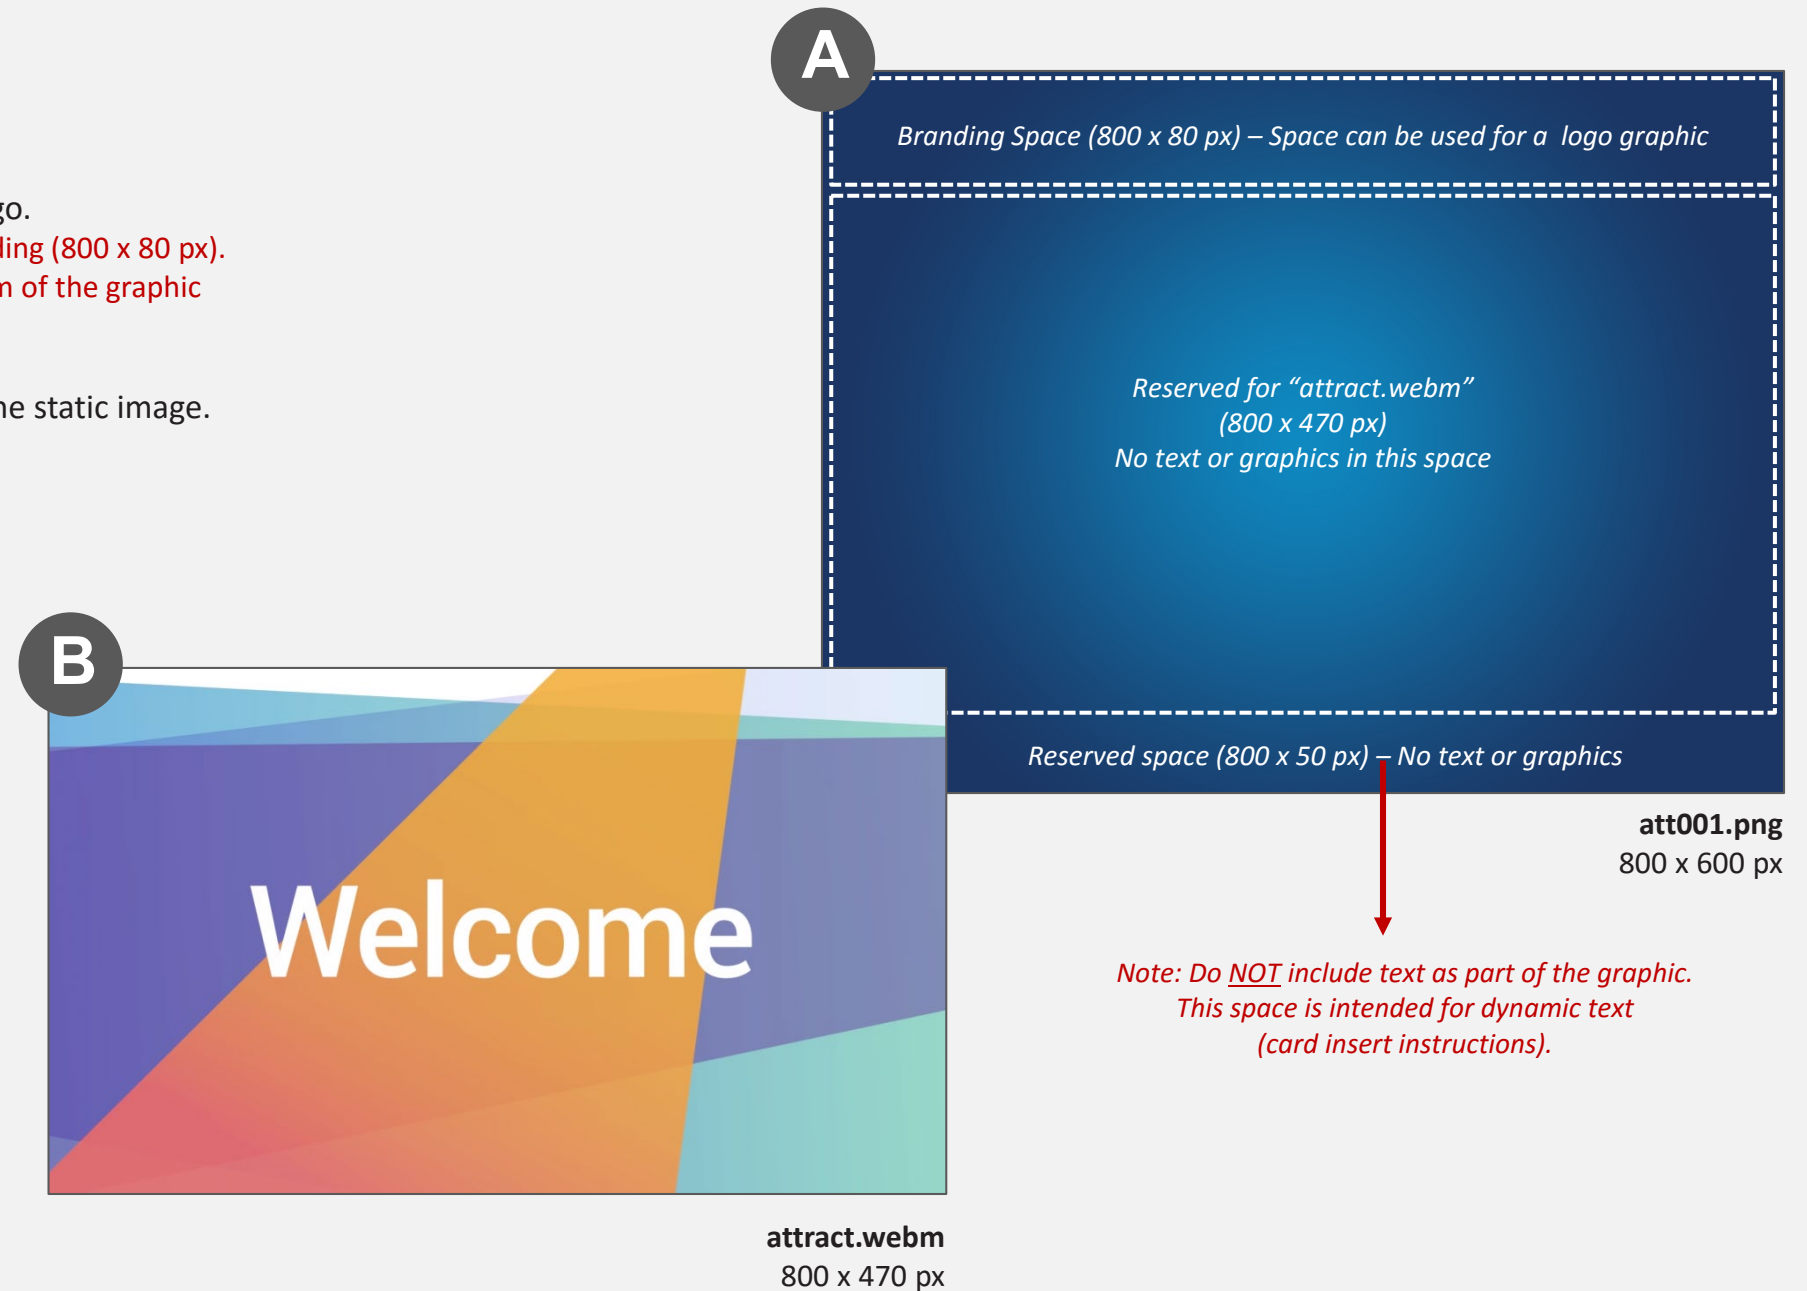 A
Branding Space (800 x 80 px) – Space can be used for a logo graphic
go.
ling (800 x 80 px).
m of the graphic
ne static image.
Reserved for “attract.webm”
(800 x 470 px)
No text or graphics in this space
Reserved space (800 x 50 px) – No text or graphics
att001.png
800 x 600 px
Note: Do NOT include text as part of the graphic.
This space is intended for dynamic text
(card insert instructions).
B
Welcome
attract.webm
800 x 470 px